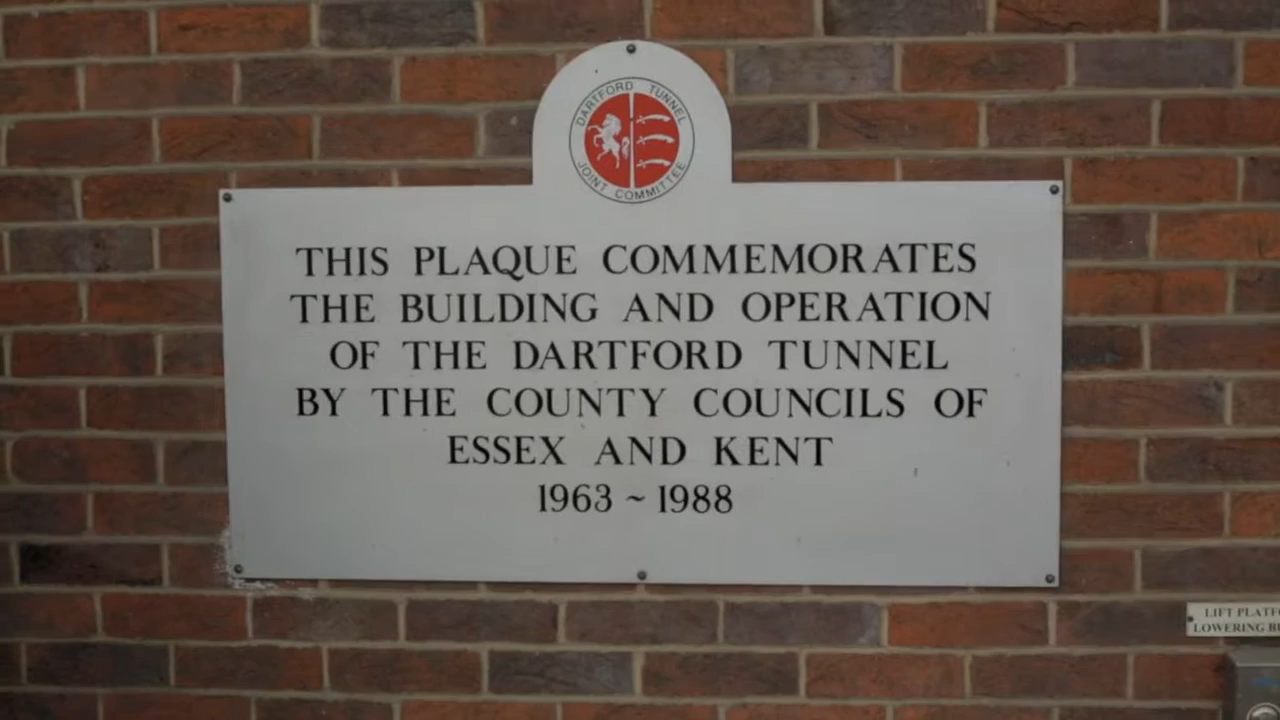 DARTFORD TUNNEL
JOINT COMMITTEE
THIS PLAQUE COMMEMORATES
THE BUILDING AND OPERATION
OF THE DARTFORD TUNNEL
BY THE COUNTY COUNCILS OF
ESSEX AND KENT
1963 ~ 1988
LIFT
LOWERING